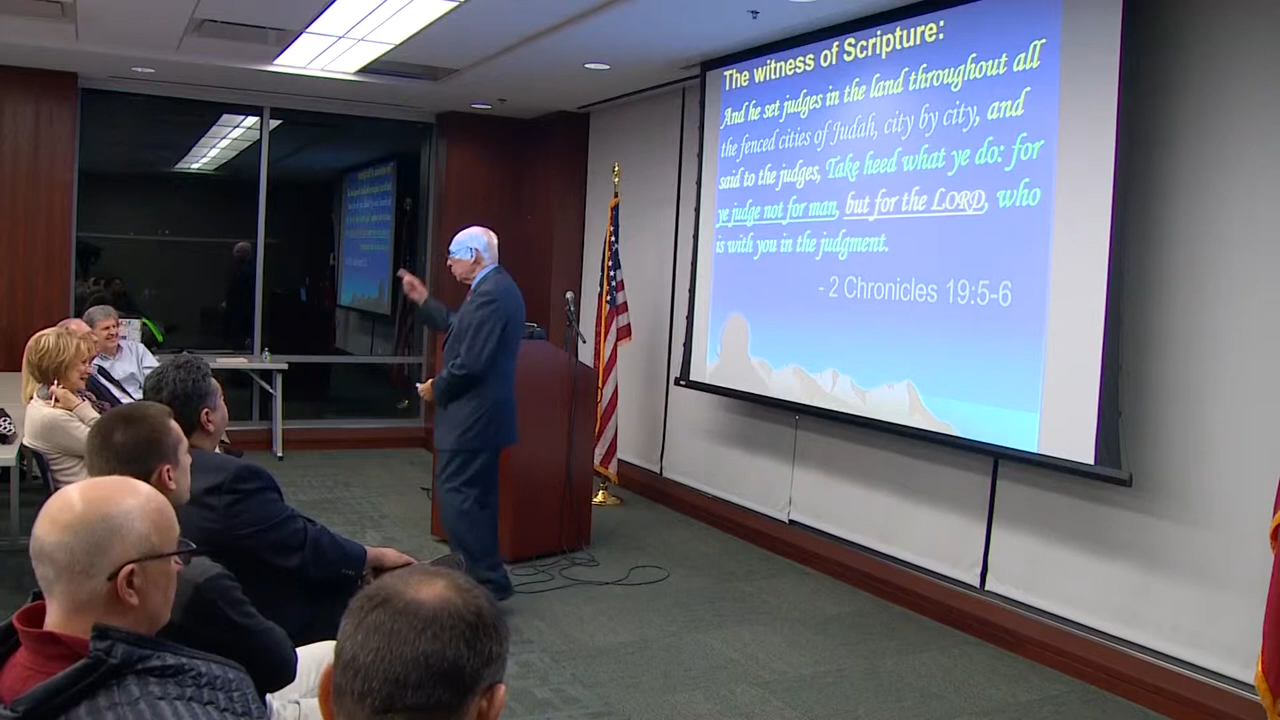 The witness of Scripture:
And he set judges in the land throughout all
the fenced cities of Judah, city by city, and
said to the judges, Take heed what ye do: for
ye judge not for man, but for the LORD, who
is with you in the judgment.
- 2 Chronicles 19:5-6